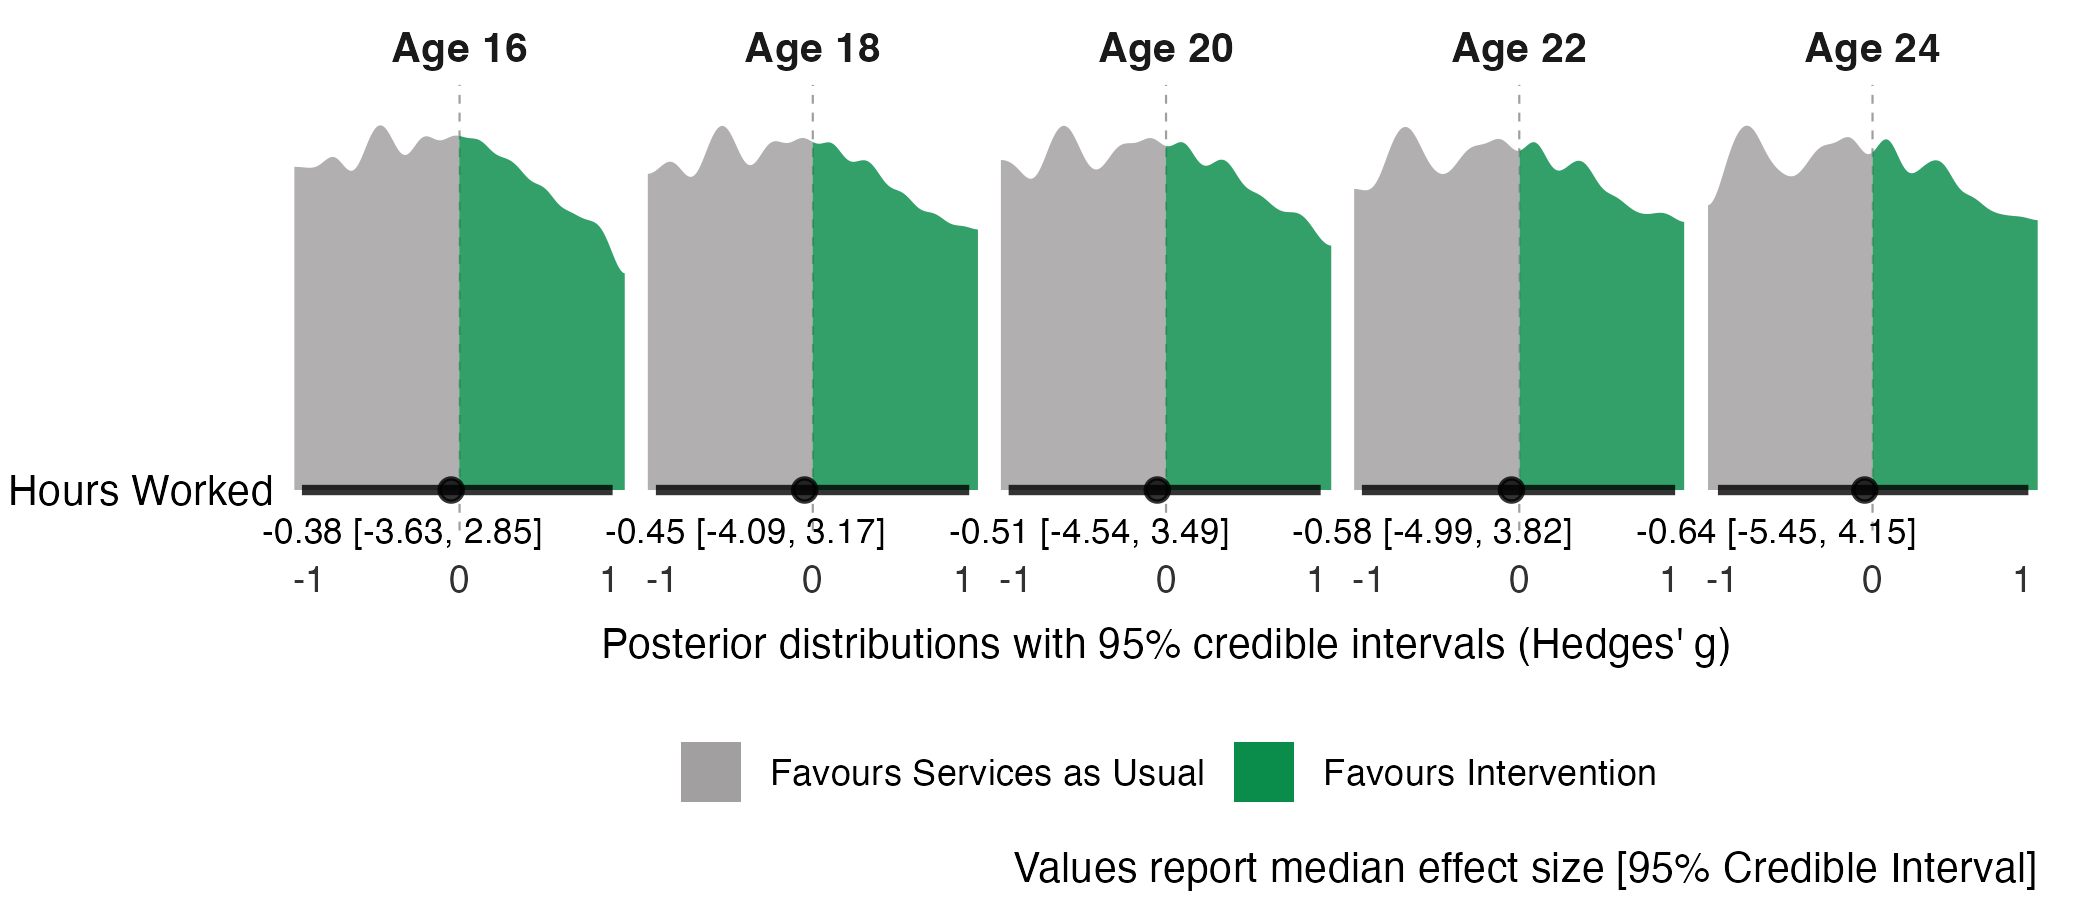 Age 16 Age 18 Age 20 Age 22 Age 24
Hours Worked
-0.38 [-3.63, 2.85] -0.45 [-4.09, 3.17] -0.51 [-4.54, 3.49] -0.58 [-4.99, 3.82] -0.64 [-5.45, 4.15]
-1 0 1 -1 0 1 -1 0 1 -1 0 1 -1 0 1
Posterior distributions with 95% credible intervals (Hedges' g)
Favours Services as Usual Favours Intervention
Values report median effect size [95% Credible Interval]